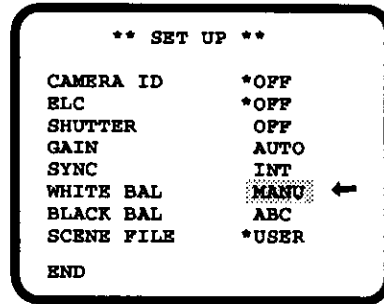 ** SET UP **
CAMERA ID *OFF
ELC *OFF
SHUTTER OFF
GAIN AUTO
SYNC INT
WHITE BAL MANU
BLACK BAL ABC
SCENE FILE *USER
END